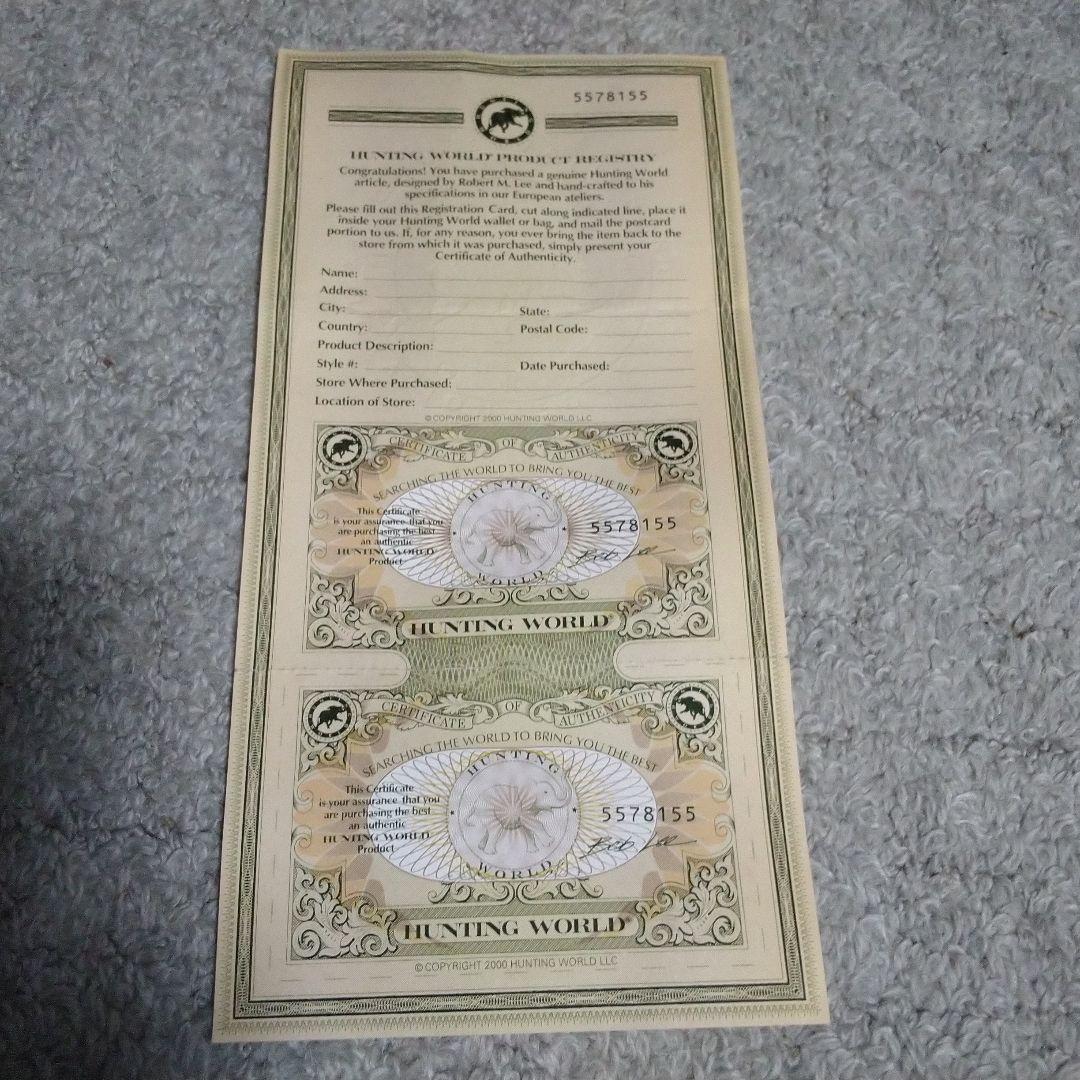 5578155
HUNTING WORLD® PRODUCT REGISTRY
Congratulations! You have purchased a genuine Hunting World
article, designed by Robert M. Lee and hand-crafted to his
specifications in our European ateliers.
Please fill out this Registration Card, cut along indicated line, place it
inside your Hunting World wallet or bag, and mail the postcard
portion to us. If, for any reason, you ever bring the item back to the
store from which it was purchased, simply present your
Certificate of Authenticity.
Name:
Address:
City: State:
Country: Postal Code:
Product Description:
Style #: Date Purchased:
Store Where Purchased:
Location of Store:
© COPYRIGHT 2000 HUNTING WORLD LLC
CERTIFICATE OF AUTHENTICITY
SEARCHING THE WORLD TO BRING YOU THE BEST
HUNTING
This Certificate
is your assurance that you
are purchasing the best
an authentic
HUNTING WORLD
Product
5578155
Bob Lee
WORLD
HUNTING WORLD®
CERTIFICATE OF AUTHENTICITY
SEARCHING THE WORLD TO BRING YOU THE BEST
HUNTING
This Certificate
is your assurance that you
are purchasing the best
an authentic
HUNTING WORLD
Product
5578155
Bob Lee
WORLD
HUNTING WORLD®
© COPYRIGHT 2000 HUNTING WORLD LLC